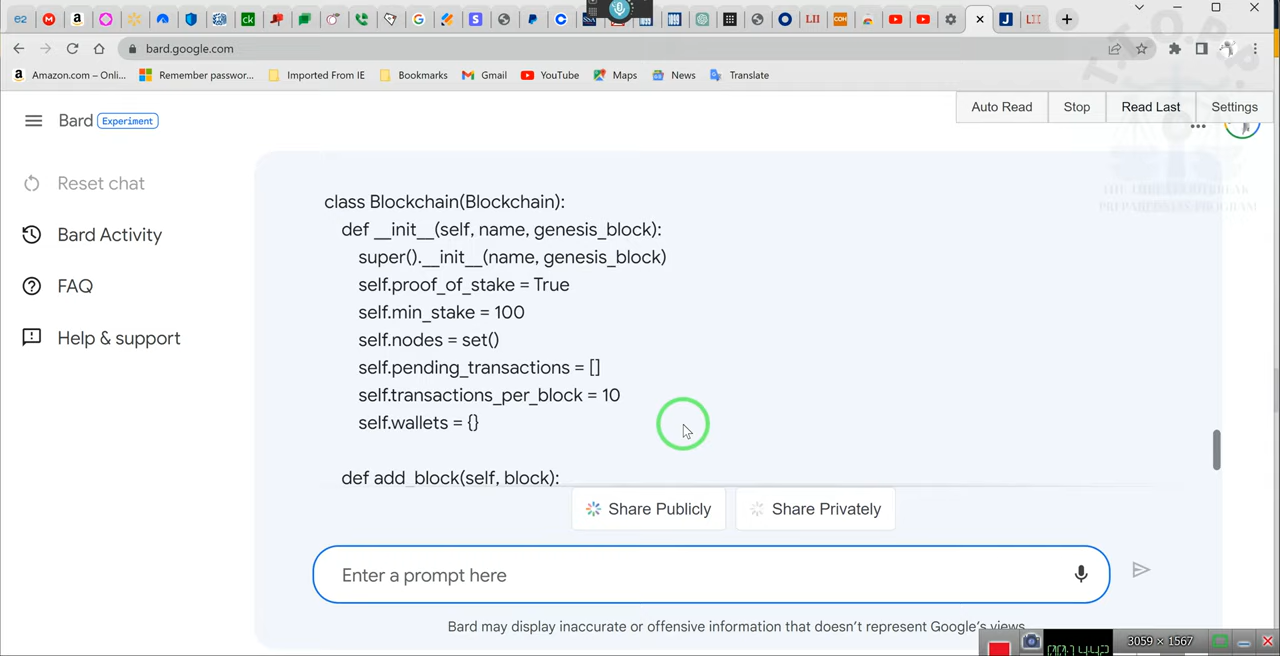 bard.google.com
Amazon.com – Onli...
Remember passwor...
Imported From IE
Bookmarks
Gmail
YouTube
Maps
News
Translate
Auto Read
Stop
Read Last
Settings
Bard Experiment
Reset chat
Bard Activity
FAQ
Help & support
class Blockchain(Blockchain):
def __init__(self, name, genesis_block):
super().__init__(name, genesis_block)
self.proof_of_stake = True
self.min_stake = 100
self.nodes = set()
self.pending_transactions = []
self.transactions_per_block = 10
self.wallets = {}
def add_block(self, block):
Share Publicly
Share Privately
Enter a prompt here
Bard may display inaccurate or offensive information that doesn't represent Google's views.
3059 × 1567